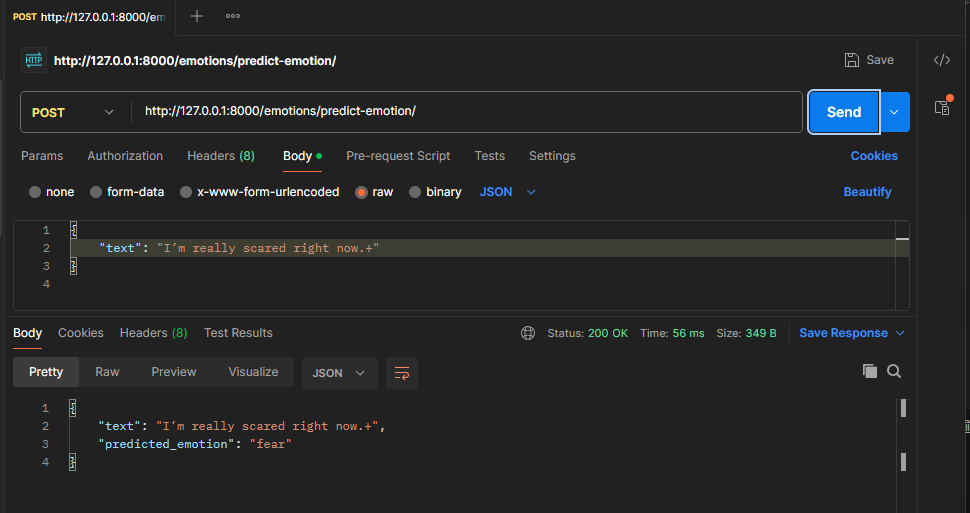 POST http://127.0.0.1:8000/em
HTTP http://127.0.0.1:8000/emotions/predict-emotion/ Save
POST http://127.0.0.1:8000/emotions/predict-emotion/ Send
Params Authorization Headers (8) Body Pre-request Script Tests Settings Cookies
none form-data x-www-form-urlencoded raw binary JSON Beautify
1 {
2 "text": "I’m really scared right now.+"
3 }
4
Body Cookies Headers (8) Test Results Status: 200 OK Time: 56 ms Size: 349 B Save Response
Pretty Raw Preview Visualize JSON
1 {
2 "text": "I’m really scared right now.+",
3 "predicted_emotion": "fear"
4 }